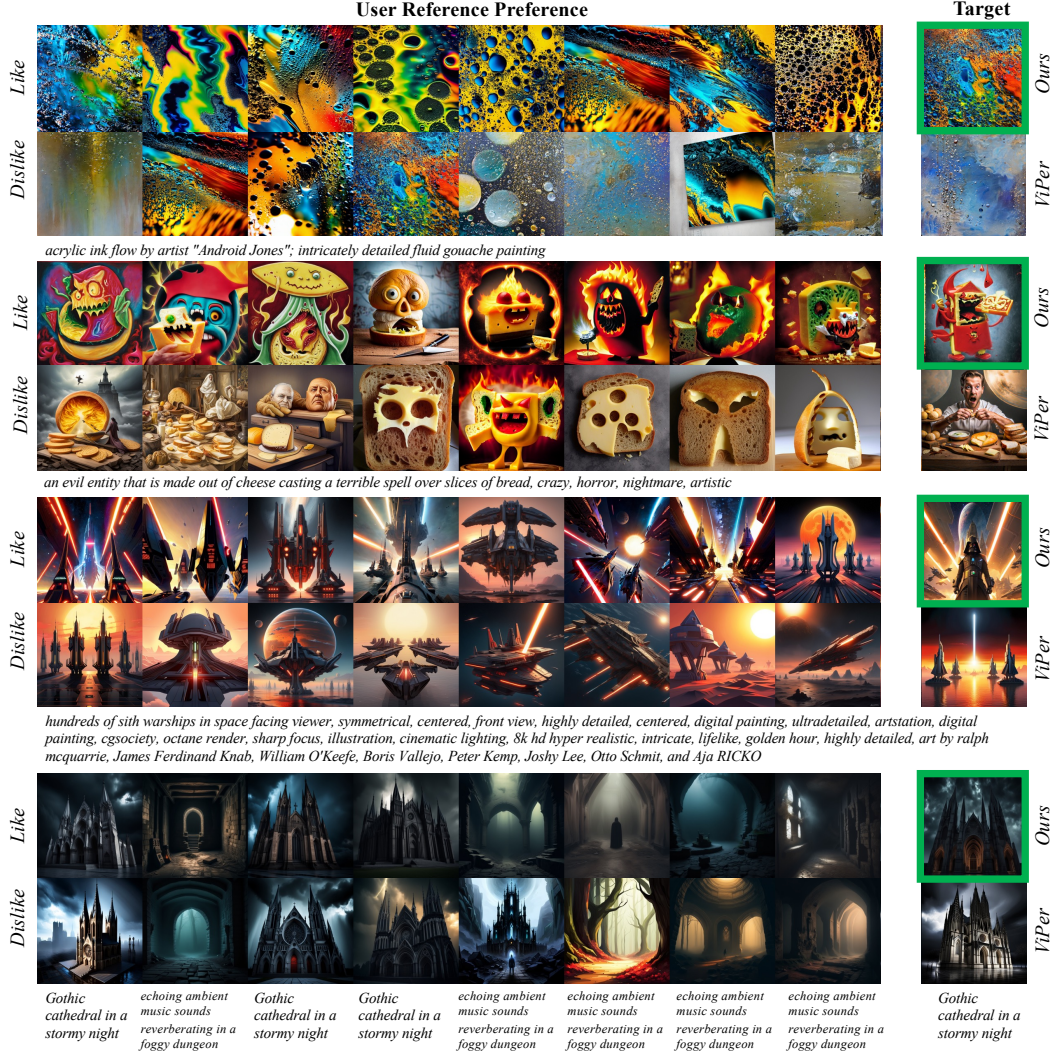 User Reference Preference
Target
Like
Ours
Dislike
ViPer
acrylic ink flow by artist "Android Jones"; intricately detailed fluid gouache painting
Like
Ours
Dislike
ViPer
an evil entity that is made out of cheese casting a terrible spell over slices of bread, crazy, horror, nightmare, artistic
Like
Ours
Dislike
ViPer
hundreds of sith warships in space facing viewer, symmetrical, centered, front view, highly detailed, centered, digital painting, ultradetailed, artstation, digital
painting, cgsociety, octane render, sharp focus, illustration, cinematic lighting, 8k hd hyper realistic, intricate, lifelike, golden hour, highly detailed, art by ralph
mcquarrie, James Ferdinand Knab, William O'Keefe, Boris Vallejo, Peter Kemp, Joshy Lee, Otto Schmit, and Aja RICKO
Like
Ours
Dislike
ViPer
Gothic
cathedral in a
stormy night
echoing ambient
music sounds
reverberating in a
foggy dungeon
Gothic
cathedral in a
stormy night
Gothic
cathedral in a
stormy night
echoing ambient
music sounds
reverberating in a
foggy dungeon
echoing ambient
music sounds
reverberating in a
foggy dungeon
echoing ambient
music sounds
reverberating in a
foggy dungeon
echoing ambient
music sounds
reverberating in a
foggy dungeon
Gothic
cathedral in a
stormy night